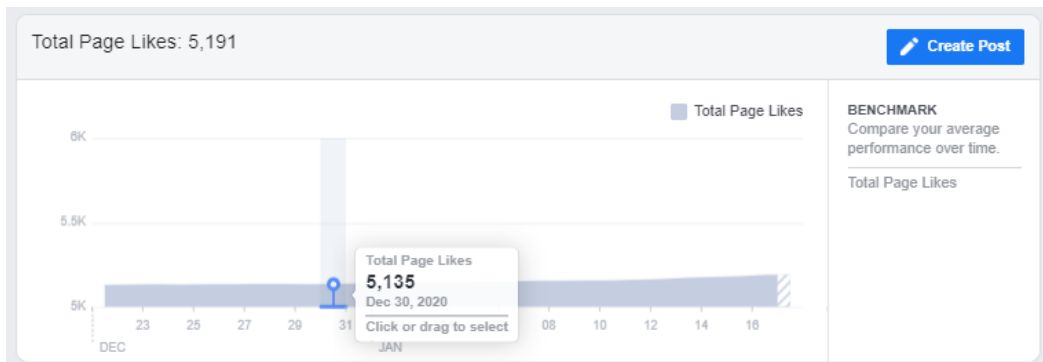 Total Page Likes: 5,191
Create Post
Total Page Likes
BENCHMARK
Compare your average
performance over time.
Total Page Likes
6K
5.5K
5K
Total Page Likes
5,135
Dec 30, 2020
Click or drag to select
23 25 27 29 31 08 10 12 14 16
DEC JAN